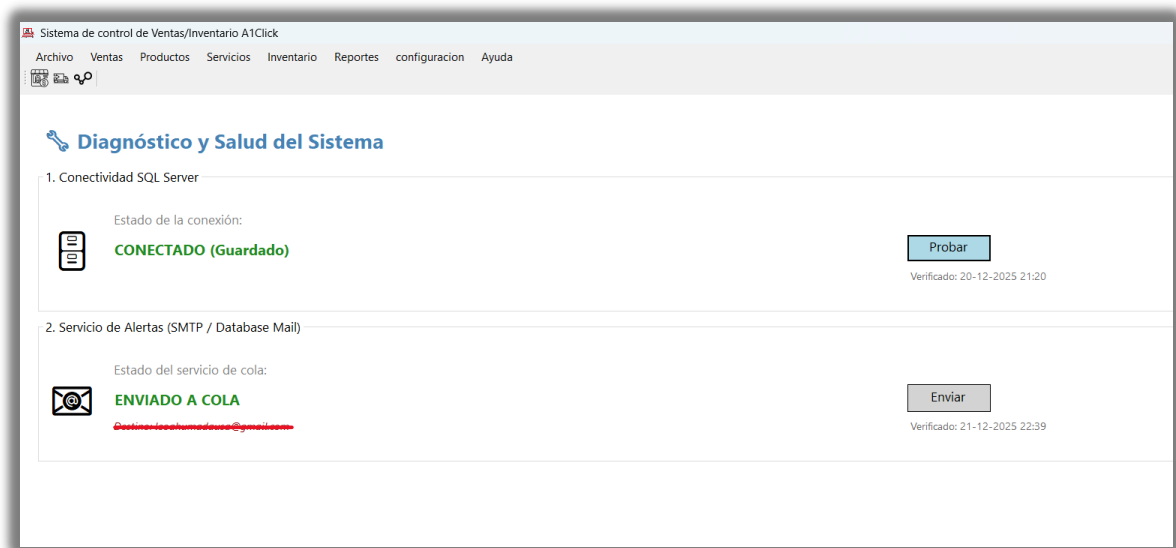 Sistema de control de Ventas/Inventario A1Click
Archivo Ventas Productos Servicios Inventario Reportes configuracion Ayuda
Diagnóstico y Salud del Sistema
1. Conectividad SQL Server
Estado de la conexión:
CONECTADO (Guardado)
Probar
Verificado: 20-12-2025 21:20
2. Servicio de Alertas (SMTP / Database Mail)
Estado del servicio de cola:
ENVIADO A COLA
Enviar
Verificado: 21-12-2025 22:39